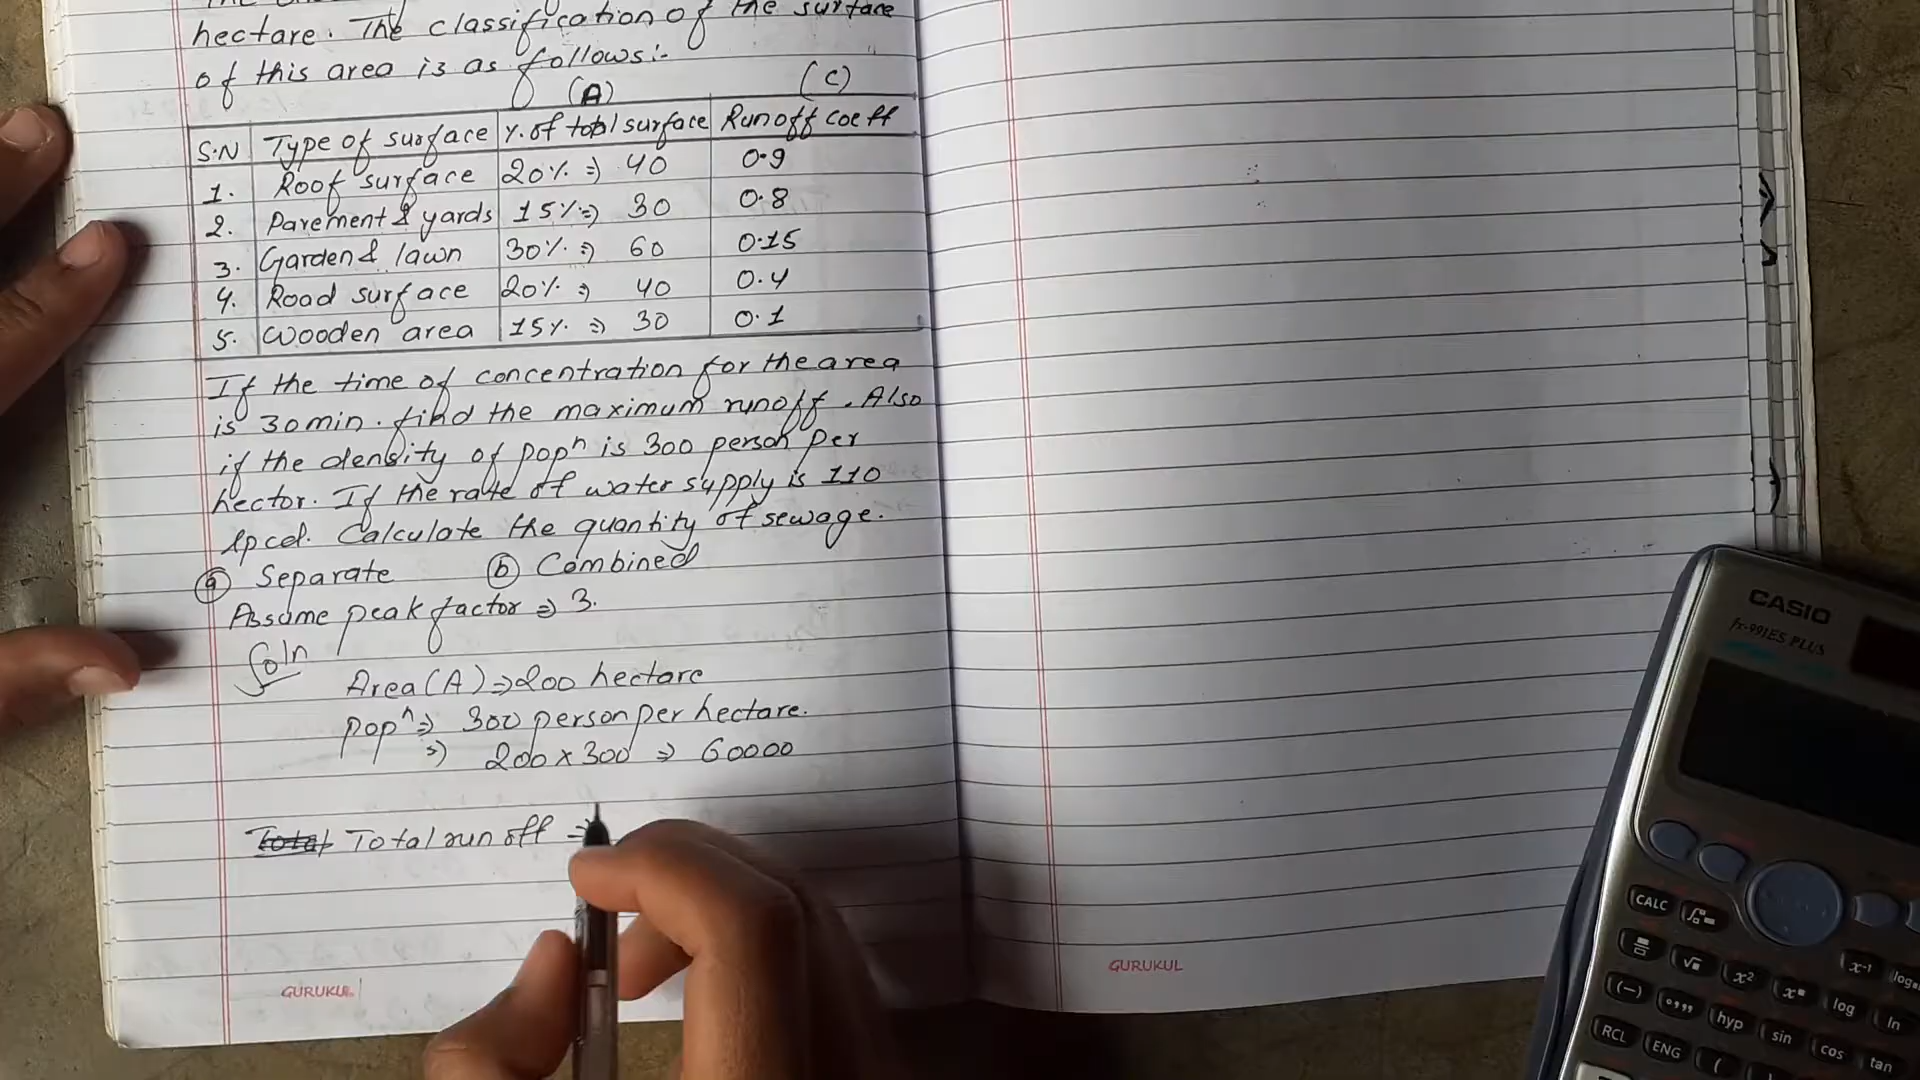 hectare. The classification of the surface
of this area is as follows:-
(A) (C)
S.N Type of surface %. of total surface Runoff coeff
1. Roof surface 20% => 40 0.9
2. Pavement & yards 15% => 30 0.8
3. Garden & lawn 30% => 60 0.15
4. Road surface 20% => 40 0.4
5. Wooden area 15% => 30 0.1
If the time of concentration for the area
is 30 min. find the maximum runoff. Also
if the density of popⁿ is 300 person per
hector. If the rate of water supply is 110
lpcd. Calculate the quantity of sewage.
(a) Separate (b) Combined
Assume peak factor => 3.
Soln
Area (A) => 200 hectare
popⁿ => 300 person per hectare.
=> 200 x 300 => 60000
Total Total run off =>
GURUKUL
GURUKUL
CASIO
fx-991ES PLUS
CALC
x⁻¹
x²
log
ln
(-)
hyp
sin
cos
tan
RCL
ENG
(